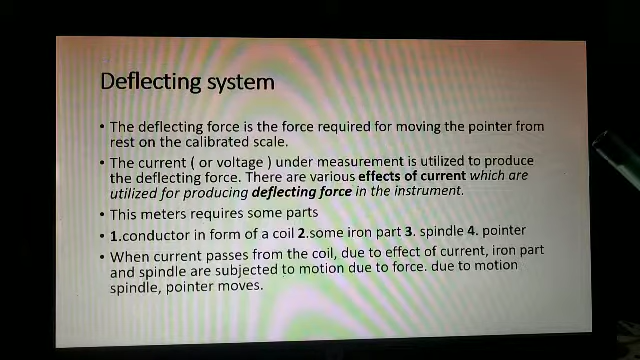 Deflecting system
• The deflecting force is the force required for moving the pointer from
rest on the calibrated scale.
• The current ( or voltage ) under measurement is utilized to produce
the deflecting force. There are various effects of current which are
utilized for producing deflecting force in the instrument.
• This meters requires some parts
• 1.conductor in form of a coil 2.some iron part 3. spindle 4. pointer
• When current passes from the coil, due to effect of current, iron part
and spindle are subjected to motion due to force. due to motion
spindle, pointer moves.